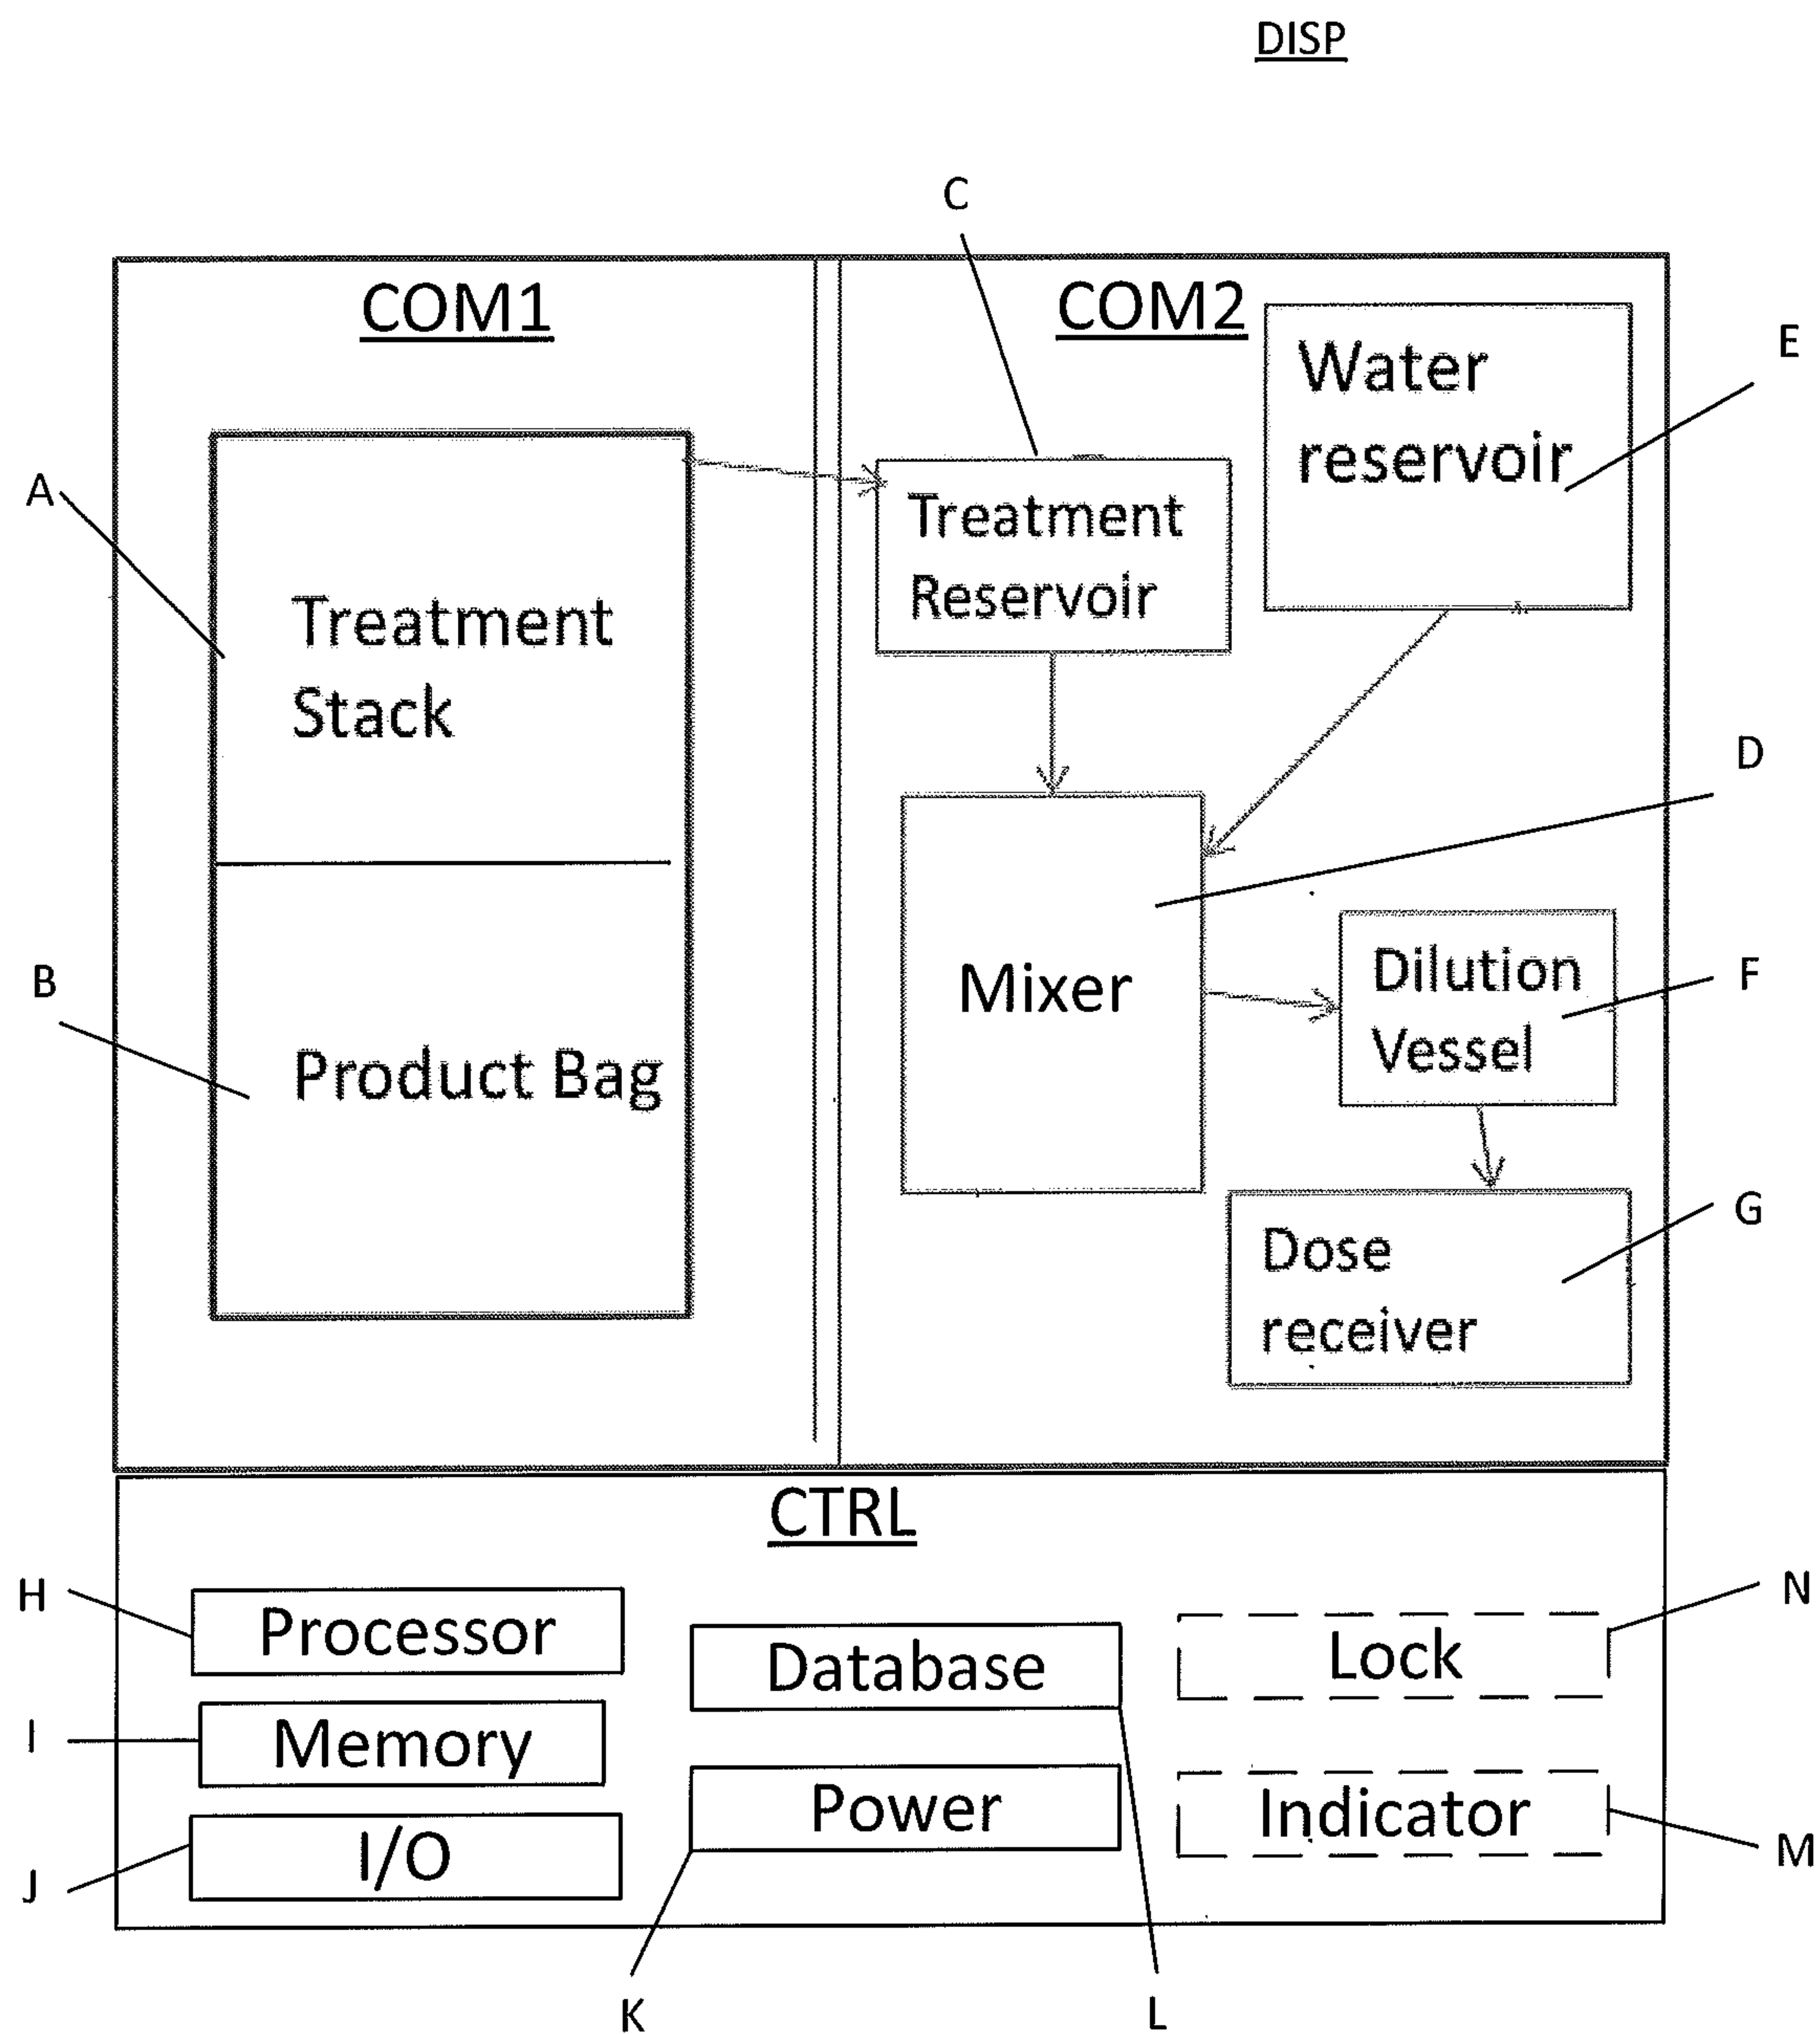 DISP
C
COM1
COM2
Water
reservoir
E
A
Treatment
Reservoir
Treatment
Stack
D
B
Product Bag
Mixer
Dilution
Vessel
F
Dose
receiver
G
CTRL
H
Processor
Database
Lock
N
I
Memory
Power
Indicator
M
J
I/O
K
L